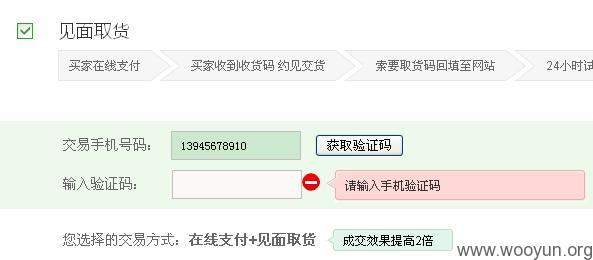 见面取货
买家在线支付 买家收到收货码 约见交货 索要取货码回填至网站 24小时试
交易手机号码: 13945678910 获取验证码
输入验证码: 请输入手机验证码
您选择的交易方式: 在线支付+见面取货 成交效果提高2倍
www.wooyun.org